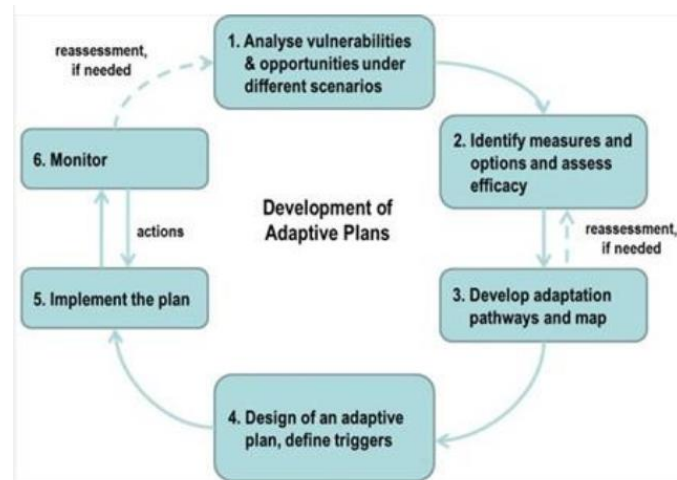 reassessment,
if needed
1. Analyse vulnerabilities
& opportunities under
different scenarios
2. Identify measures and
options and assess
efficacy
reassessment,
if needed
3. Develop adaptation
pathways and map
4. Design of an adaptive
plan, define triggers
5. Implement the plan
actions
6. Monitor
Development of
Adaptive Plans